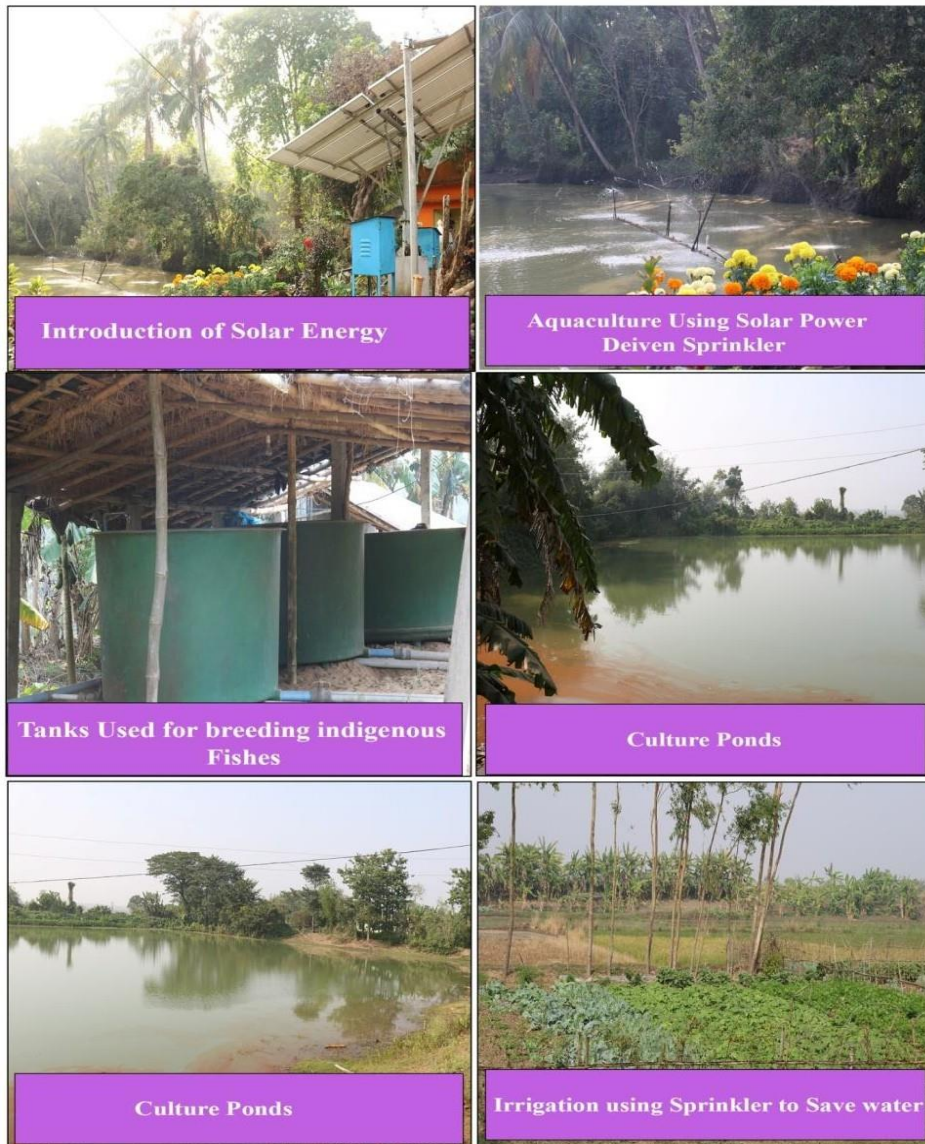 Introduction of Solar Energy
Aquaculture Using Solar Power
Deiven Sprinkler
Tanks Used for breeding indigenous
Fishes
Culture Ponds
Culture Ponds
Irrigation using Sprinkler to Save water